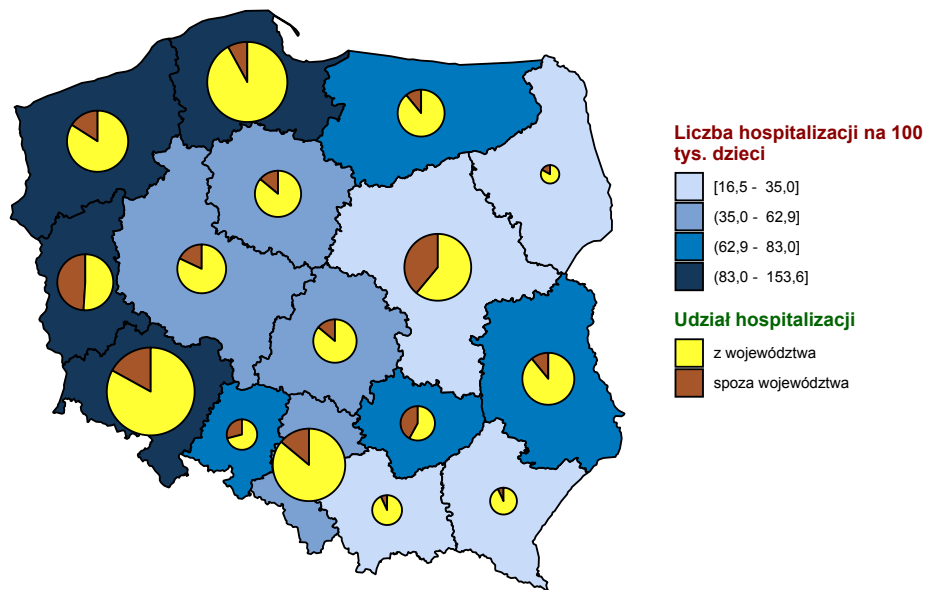 Liczba hospitalizacji na 100
tys. dzieci
[16,5 - 35,0]
(35,0 - 62,9]
(62,9 - 83,0]
(83,0 - 153,6]
Udział hospitalizacji
z województwa
spoza województwa